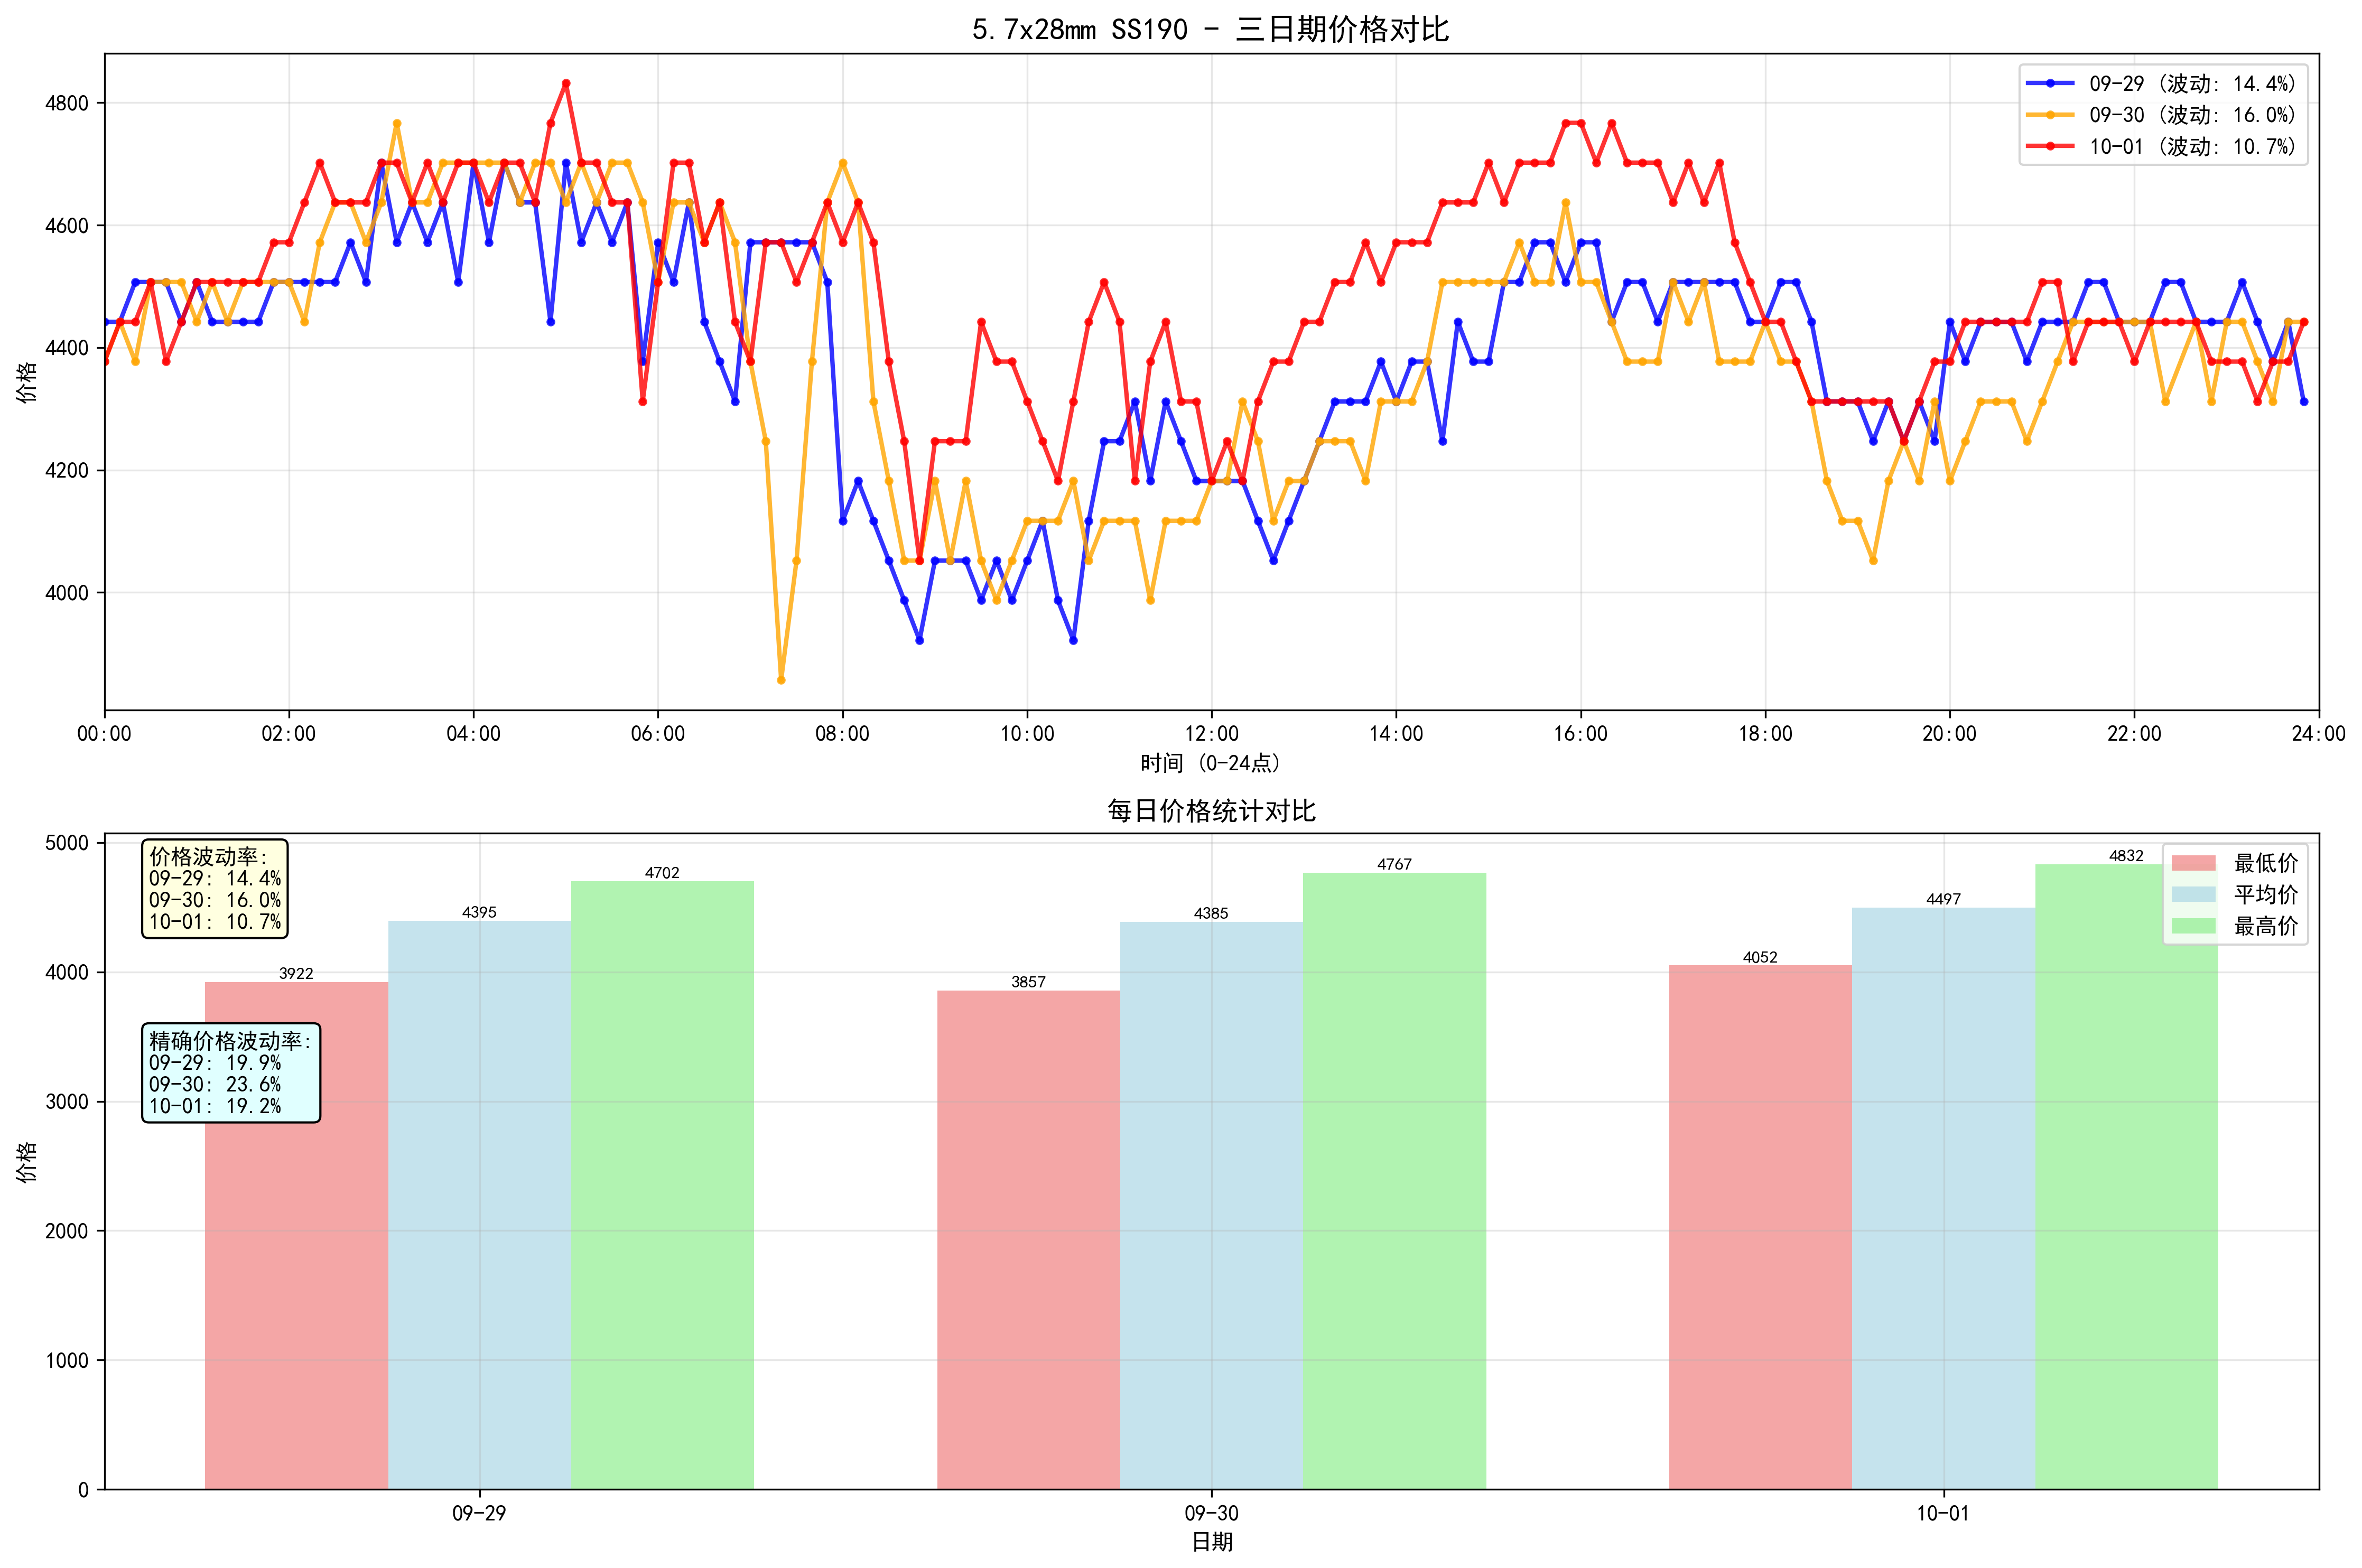 5.7x28mm SS190 - 三日期价格对比
09-29 (波动: 14.4%)
09-30 (波动: 16.0%)
10-01 (波动: 10.7%)
价格
4800
4600
4400
4200
4000
00:00 02:00 04:00 06:00 08:00 10:00 12:00 14:00 16:00 18:00 20:00 22:00 24:00
时间 (0-24点)
每日价格统计对比
价格
5000
4000
3000
2000
1000
0
价格波动率:
09-29: 14.4%
09-30: 16.0%
10-01: 10.7%
精确价格波动率:
09-29: 19.9%
09-30: 23.6%
10-01: 19.2%
3922
4395
4702
3857
4385
4767
4052
4497
4832
最低价
平均价
最高价
09-29 09-30 10-01
日期